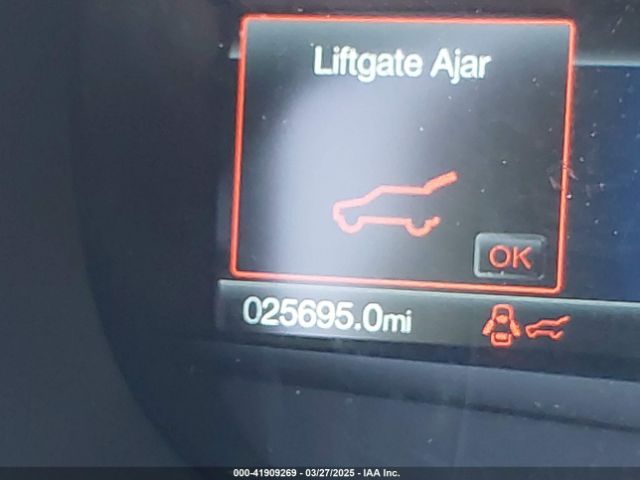 Liftgate Ajar
OK
025695.0mi
000-41909269 - 03/27/2025 - IAA Inc.